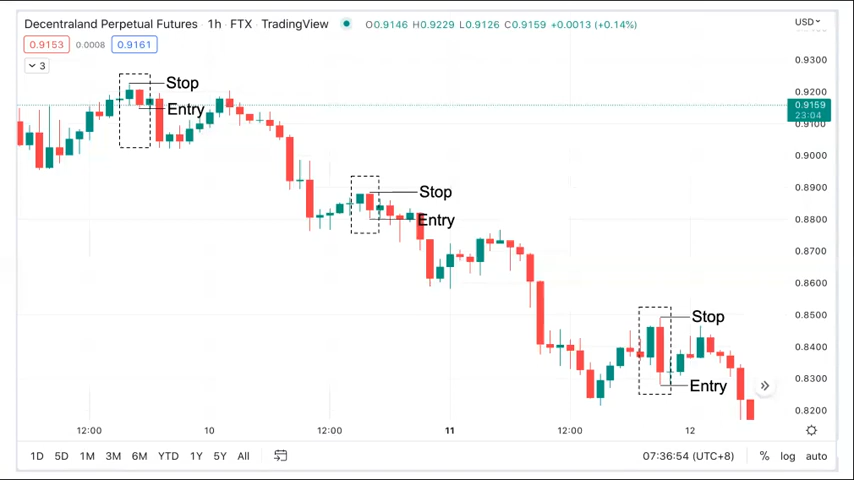 Decentraland Perpetual Futures · 1h · FTX · TradingView O0.9146 H0.9229 L0.9126 C0.9159 +0.0013 (+0.14%) USD
0.9153 0.0008 0.9161
3
0.9300
0.9200
0.9159
23:04
0.9100
0.9000
0.8900
0.8800
0.8700
0.8600
0.8500
0.8400
0.8300
0.8200
Stop
Entry
Stop
Entry
Stop
Entry
12:00 10 12:00 11 12:00 12
1D 5D 1M 3M 6M YTD 1Y 5Y All 07:36:54 (UTC+8) % log auto